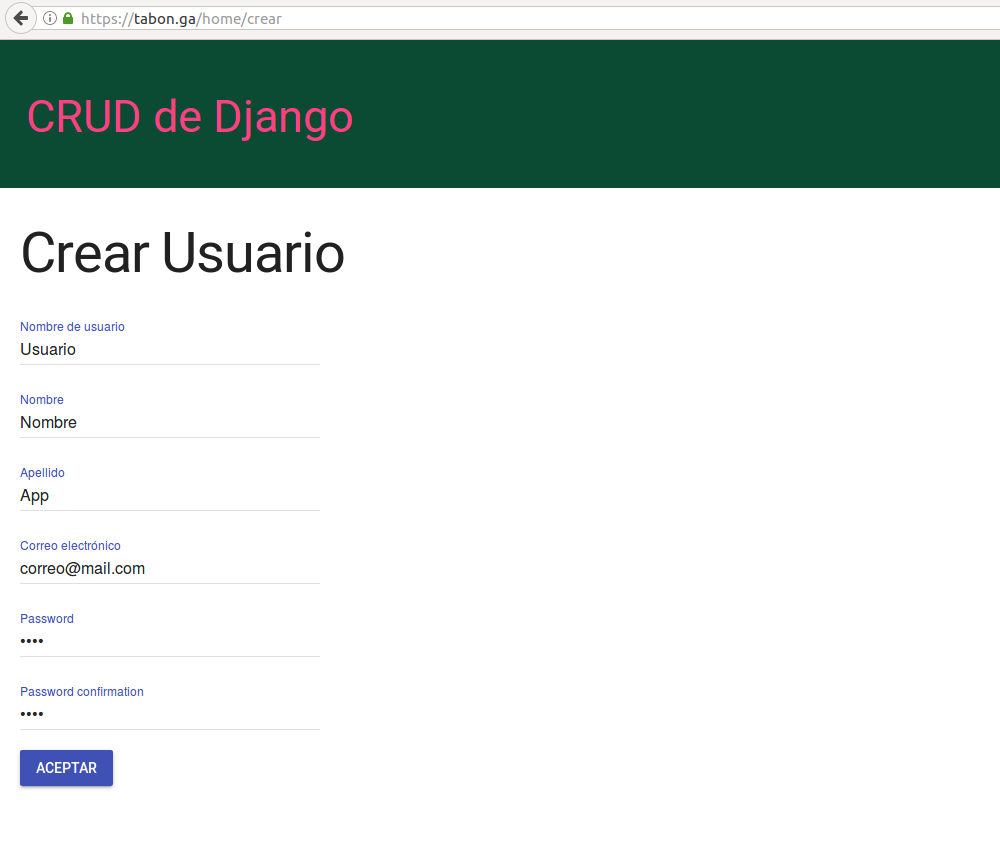 https://tabon.ga/home/crear
CRUD de Django
Crear Usuario
Nombre de usuario
Usuario
Nombre
Nombre
Apellido
App
Correo electrónico
correo@mail.com
Password
••••
Password confirmation
••••
ACEPTAR